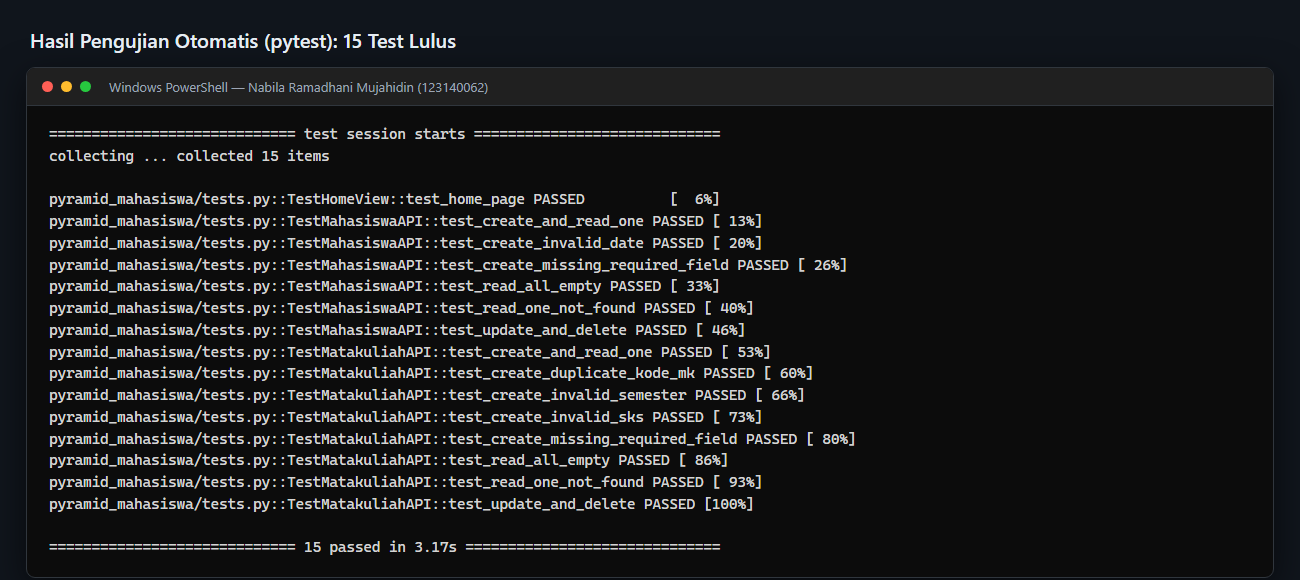 Hasil Pengujian Otomatis (pytest): 15 Test Lulus
Windows PowerShell — Nabila Ramadhani Mujahidin (123140062)
============================= test session starts =============================
collecting ... collected 15 items
pyramid_mahasiswa/tests.py::TestHomeView::test_home_page PASSED          [  6%]
pyramid_mahasiswa/tests.py::TestMahasiswaAPI::test_create_and_read_one PASSED [ 13%]
pyramid_mahasiswa/tests.py::TestMahasiswaAPI::test_create_invalid_date PASSED [ 20%]
pyramid_mahasiswa/tests.py::TestMahasiswaAPI::test_create_missing_required_field PASSED [ 26%]
pyramid_mahasiswa/tests.py::TestMahasiswaAPI::test_read_all_empty PASSED [ 33%]
pyramid_mahasiswa/tests.py::TestMahasiswaAPI::test_read_one_not_found PASSED [ 40%]
pyramid_mahasiswa/tests.py::TestMahasiswaAPI::test_update_and_delete PASSED [ 46%]
pyramid_mahasiswa/tests.py::TestMatakuliahAPI::test_create_and_read_one PASSED [ 53%]
pyramid_mahasiswa/tests.py::TestMatakuliahAPI::test_create_duplicate_kode_mk PASSED [ 60%]
pyramid_mahasiswa/tests.py::TestMatakuliahAPI::test_create_invalid_semester PASSED [ 66%]
pyramid_mahasiswa/tests.py::TestMatakuliahAPI::test_create_invalid_sks PASSED [ 73%]
pyramid_mahasiswa/tests.py::TestMatakuliahAPI::test_create_missing_required_field PASSED [ 80%]
pyramid_mahasiswa/tests.py::TestMatakuliahAPI::test_read_all_empty PASSED [ 86%]
pyramid_mahasiswa/tests.py::TestMatakuliahAPI::test_read_one_not_found PASSED [ 93%]
pyramid_mahasiswa/tests.py::TestMatakuliahAPI::test_update_and_delete PASSED [100%]
============================= 15 passed in 3.17s ==============================